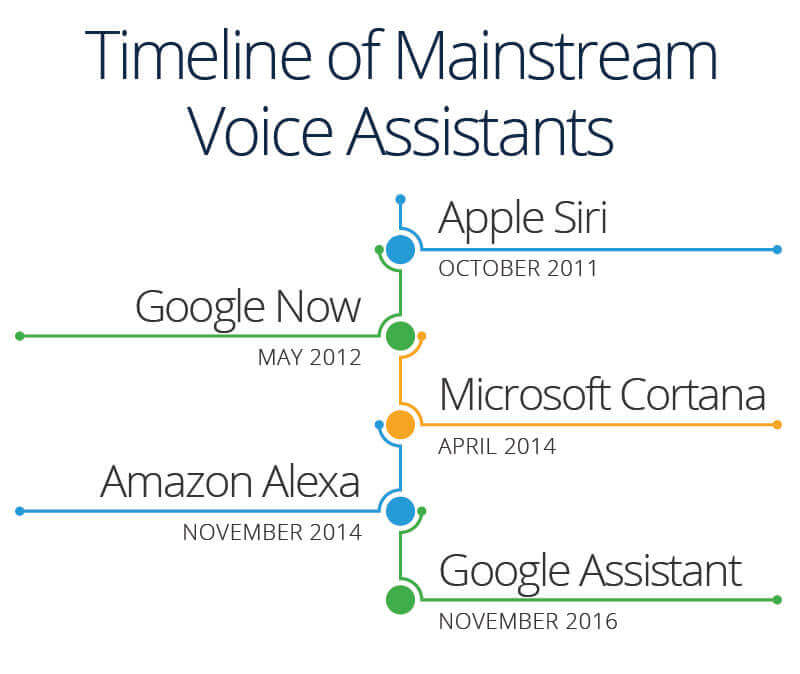 Timeline of Mainstream
Voice Assistants
Apple Siri
OCTOBER 2011
Google Now
MAY 2012
Microsoft Cortana
APRIL 2014
Amazon Alexa
NOVEMBER 2014
Google Assistant
NOVEMBER 2016